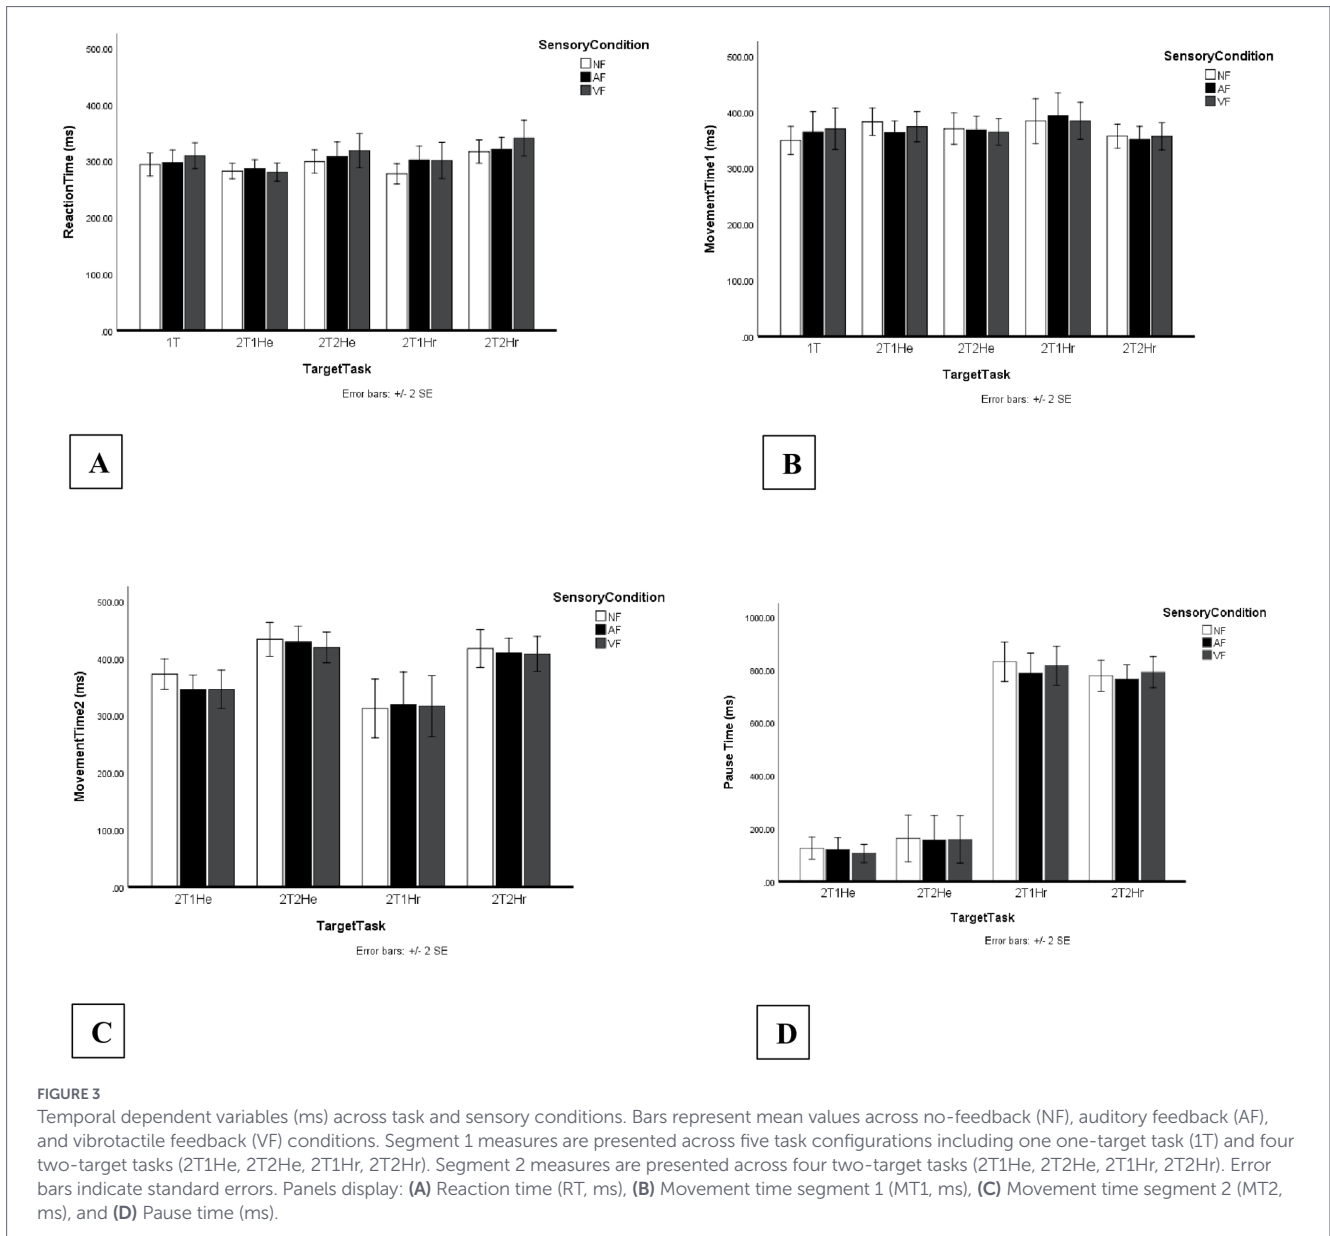 SensoryCondition
NF
AF
VF
500.00
400.00
300.00
200.00
100.00
.00
ReactionTime (ms)
1T 2T1He 2T2He 2T1Hr 2T2Hr
TargetTask
Error bars: +/- 2 SE
A
SensoryCondition
NF
AF
VF
500.00
400.00
300.00
200.00
100.00
.00
MovementTime1 (ms)
1T 2T1He 2T2He 2T1Hr 2T2Hr
TargetTask
Error bars: +/- 2 SE
B
SensoryCondition
NF
AF
VF
500.00
400.00
300.00
200.00
100.00
.00
MovementTime2 (ms)
2T1He 2T2He 2T1Hr 2T2Hr
TargetTask
Error bars: +/- 2 SE
C
SensoryCondition
NF
AF
VF
1000.00
800.00
600.00
400.00
200.00
.00
Pause Time (ms)
2T1He 2T2He 2T1Hr 2T2Hr
TargetTask
Error bars: +/- 2 SE
D
FIGURE 3
Temporal dependent variables (ms) across task and sensory conditions. Bars represent mean values across no-feedback (NF), auditory feedback (AF),
and vibrotactile feedback (VF) conditions. Segment 1 measures are presented across five task configurations including one one-target task (1T) and four
two-target tasks (2T1He, 2T2He, 2T1Hr, 2T2Hr). Segment 2 measures are presented across four two-target tasks (2T1He, 2T2He, 2T1Hr, 2T2Hr). Error
bars indicate standard errors. Panels display: (A) Reaction time (RT, ms), (B) Movement time segment 1 (MT1, ms), (C) Movement time segment 2 (MT2,
ms), and (D) Pause time (ms).